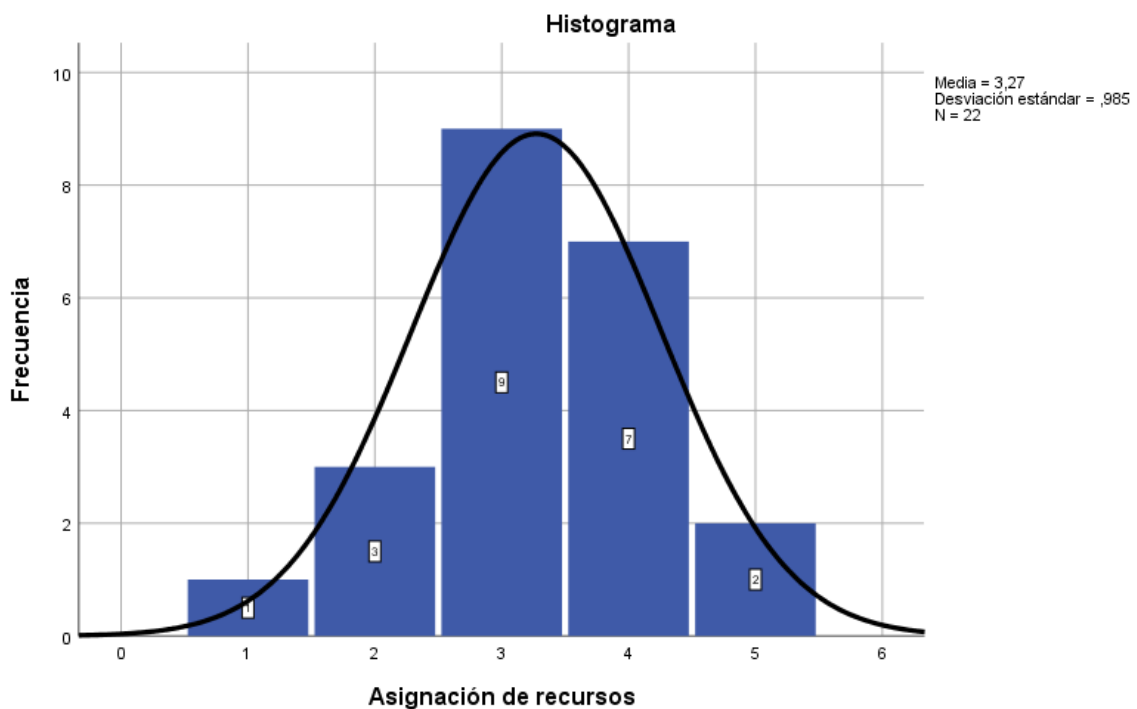 Histograma
Media = 3,27
Desviación estándar = ,985
N = 22
Frecuencia
10
8
6
4
2
0
1
3
9
7
2
0 1 2 3 4 5 6
Asignación de recursos